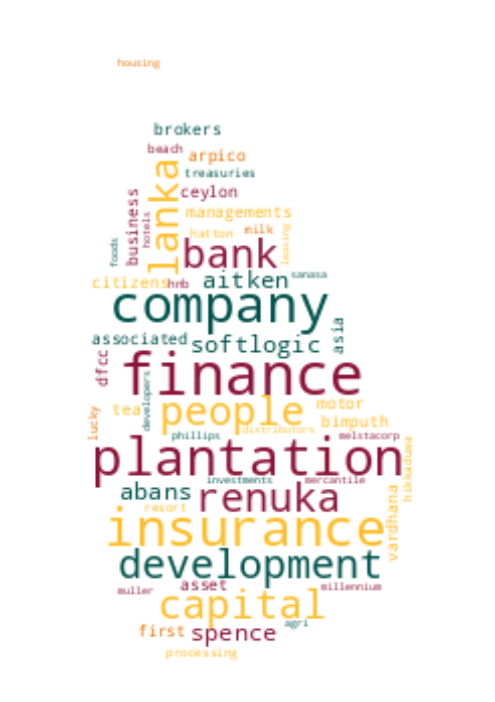 housing
brokers
beach
arpico
treasuries
lanka
ceylon
business
managements
hotels
hatton
milk
leasing
foods
bank
citizens
hnb
aitken
sanasa
company
asia
associated
softlogic
dfcc
finance
developers
lucky
tea
people
motor
bimputh
distributors
phillips
melstacorp
hikkaduwa
plantation
investments
mercantile
abans
renuka
vardhana
resort
insurance
development
muller
asset
millennium
capital
agri
first
spence
processing